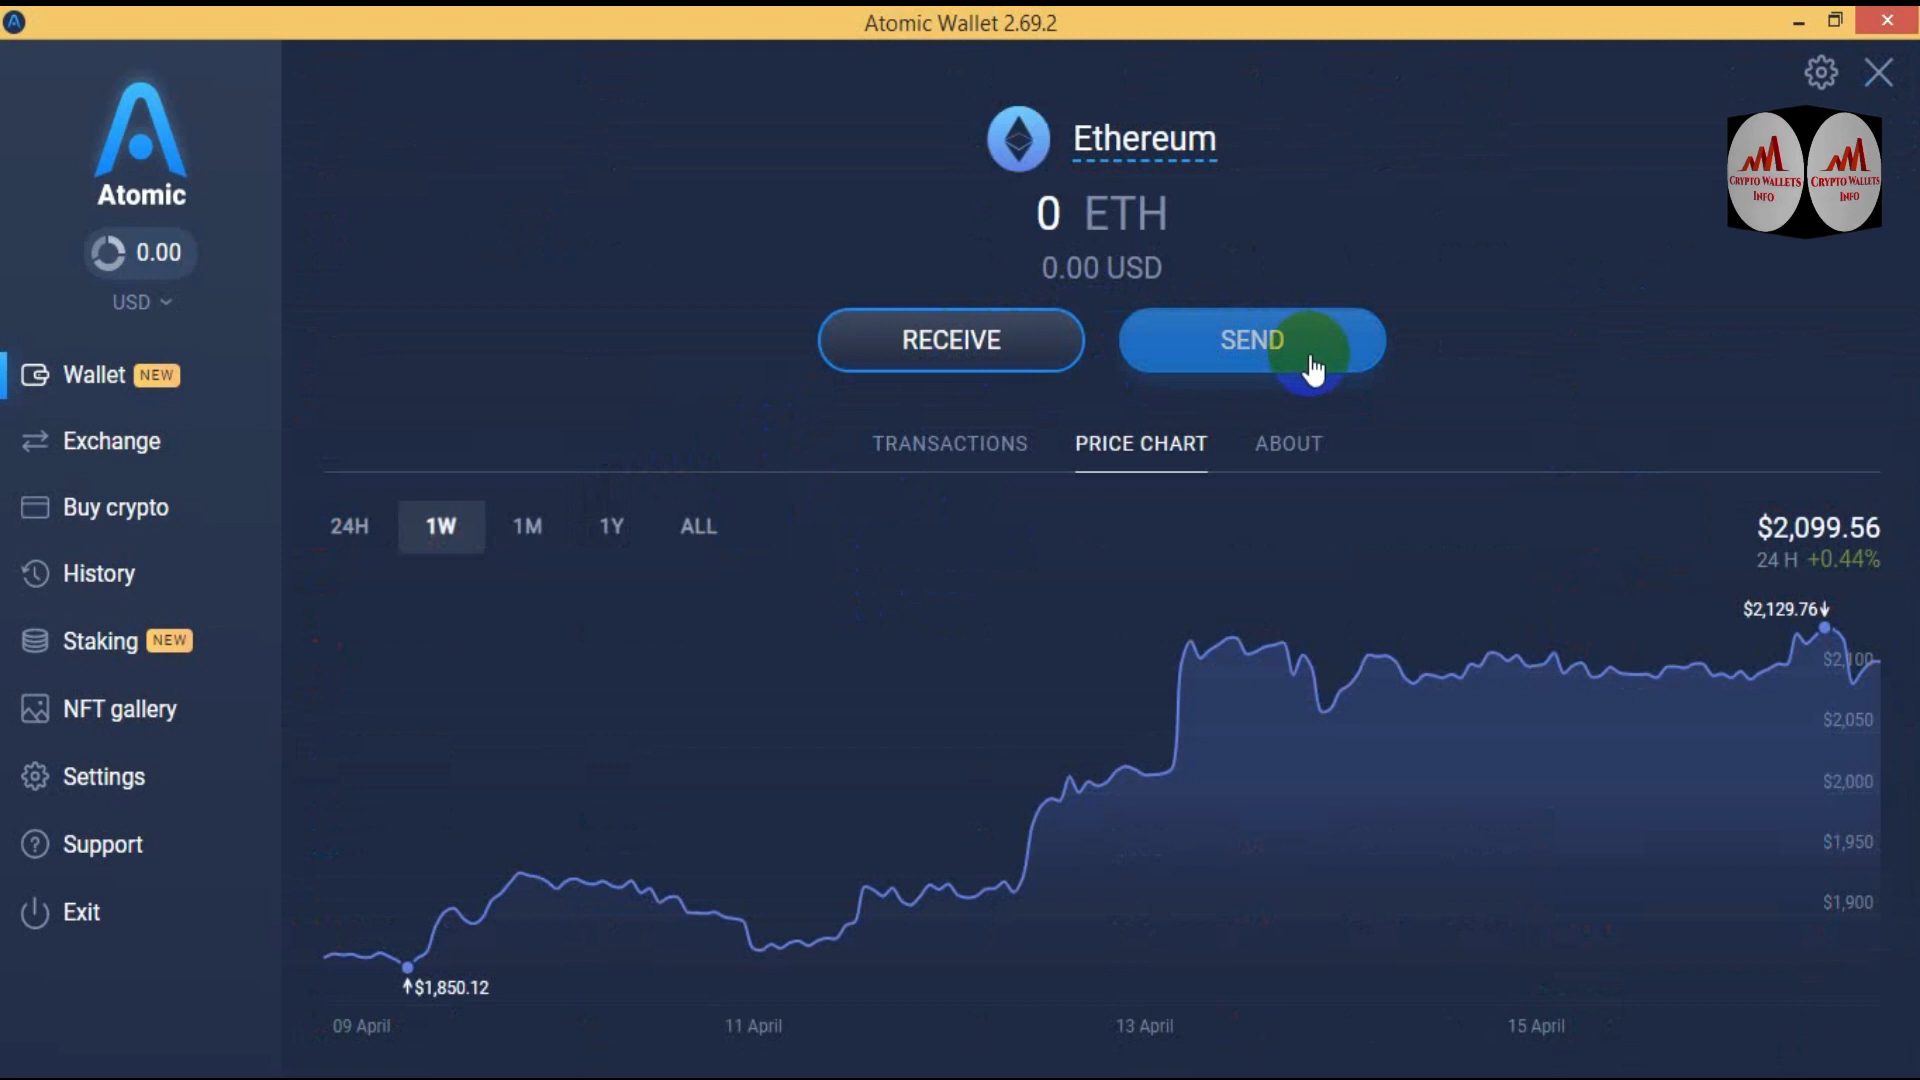 Atomic Wallet 2.69.2
Atomic
0.00
USD
Wallet NEW
Exchange
Buy crypto
History
Staking NEW
NFT gallery
Settings
Support
Exit
Ethereum
0 ETH
0.00 USD
RECEIVE
SEND
CRYPTO WALLETS
INFO
CRYPTO WALLETS
INFO
TRANSACTIONS
PRICE CHART
ABOUT
24H
1W
1M
1Y
ALL
$2,099.56
24 H +0.44%
$2,129.76
$2,100
$2,050
$2,000
$1,950
$1,900
$1,850.12
09 April
11 April
13 April
15 April